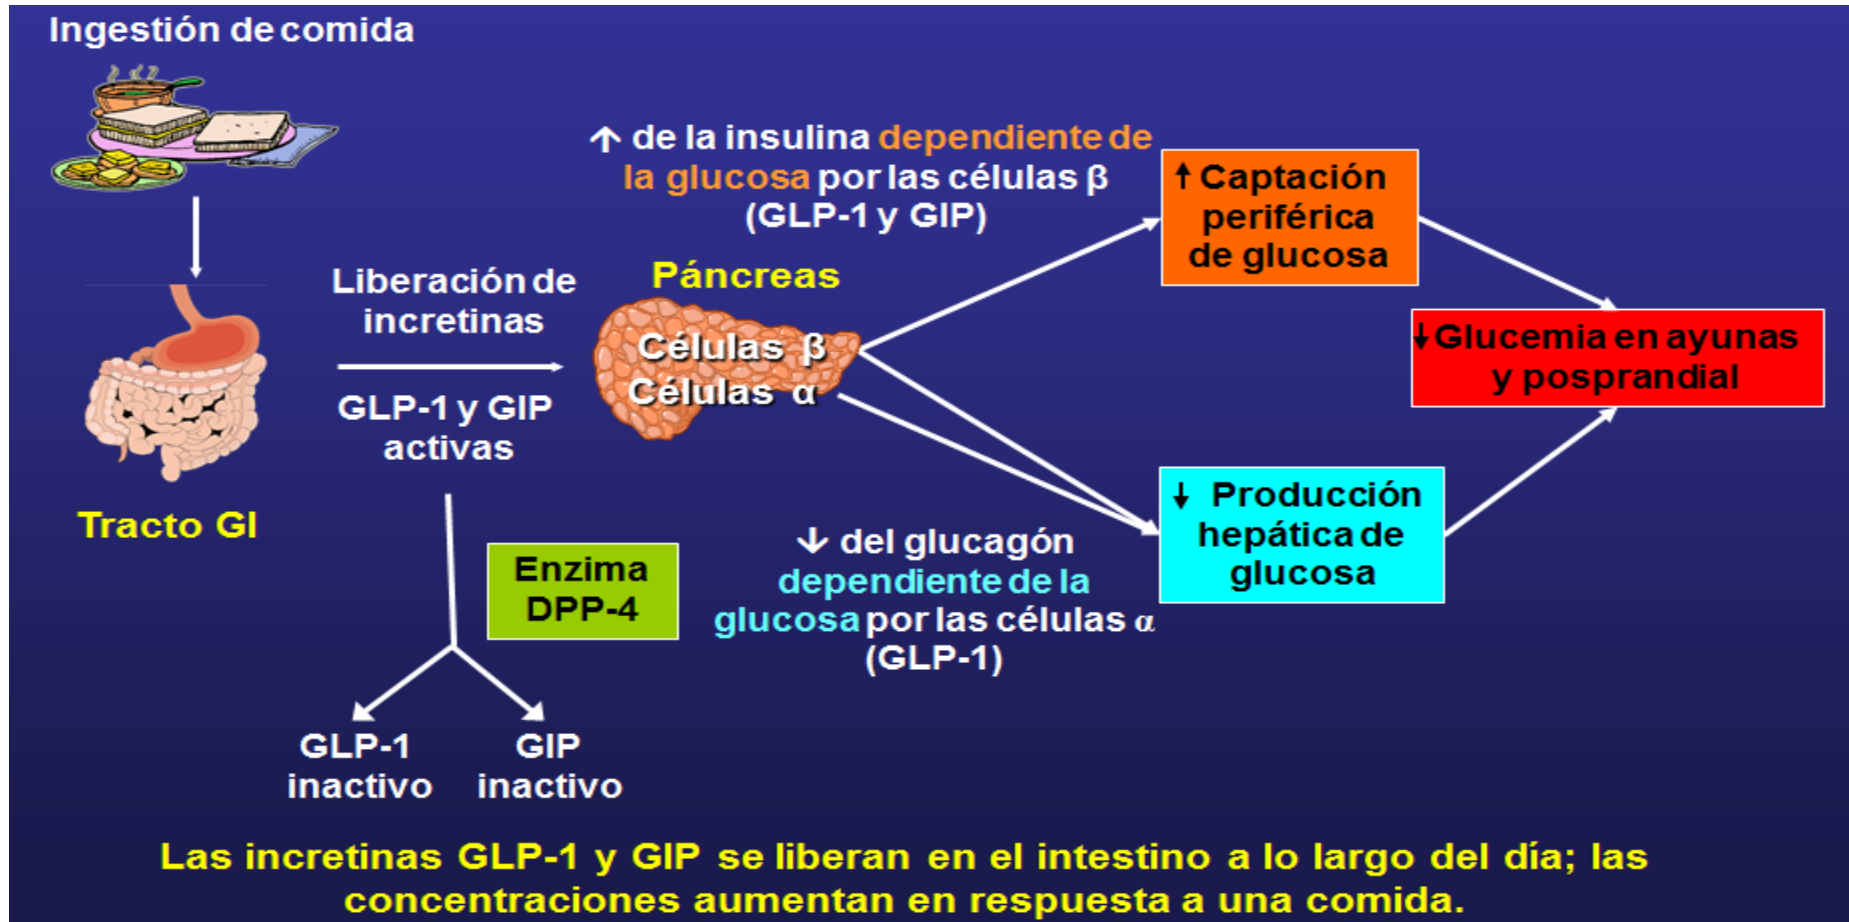 Ingestión de comida
↑ de la insulina dependiente de
la glucosa por las células β
(GLP-1 y GIP)
↑ Captación
periférica
de glucosa
Liberación de
incretinas
Páncreas
Células β
Células α
↓Glucemia en ayunas
y posprandial
GLP-1 y GIP
activas
Tracto GI
Enzima
DPP-4
↓ del glucagón
dependiente de la
glucosa por las células α
(GLP-1)
↓ Producción
hepática de
glucosa
GLP-1
inactivo
GIP
inactivo
Las incretinas GLP-1 y GIP se liberan en el intestino a lo largo del día; las
concentraciones aumentan en respuesta a una comida.